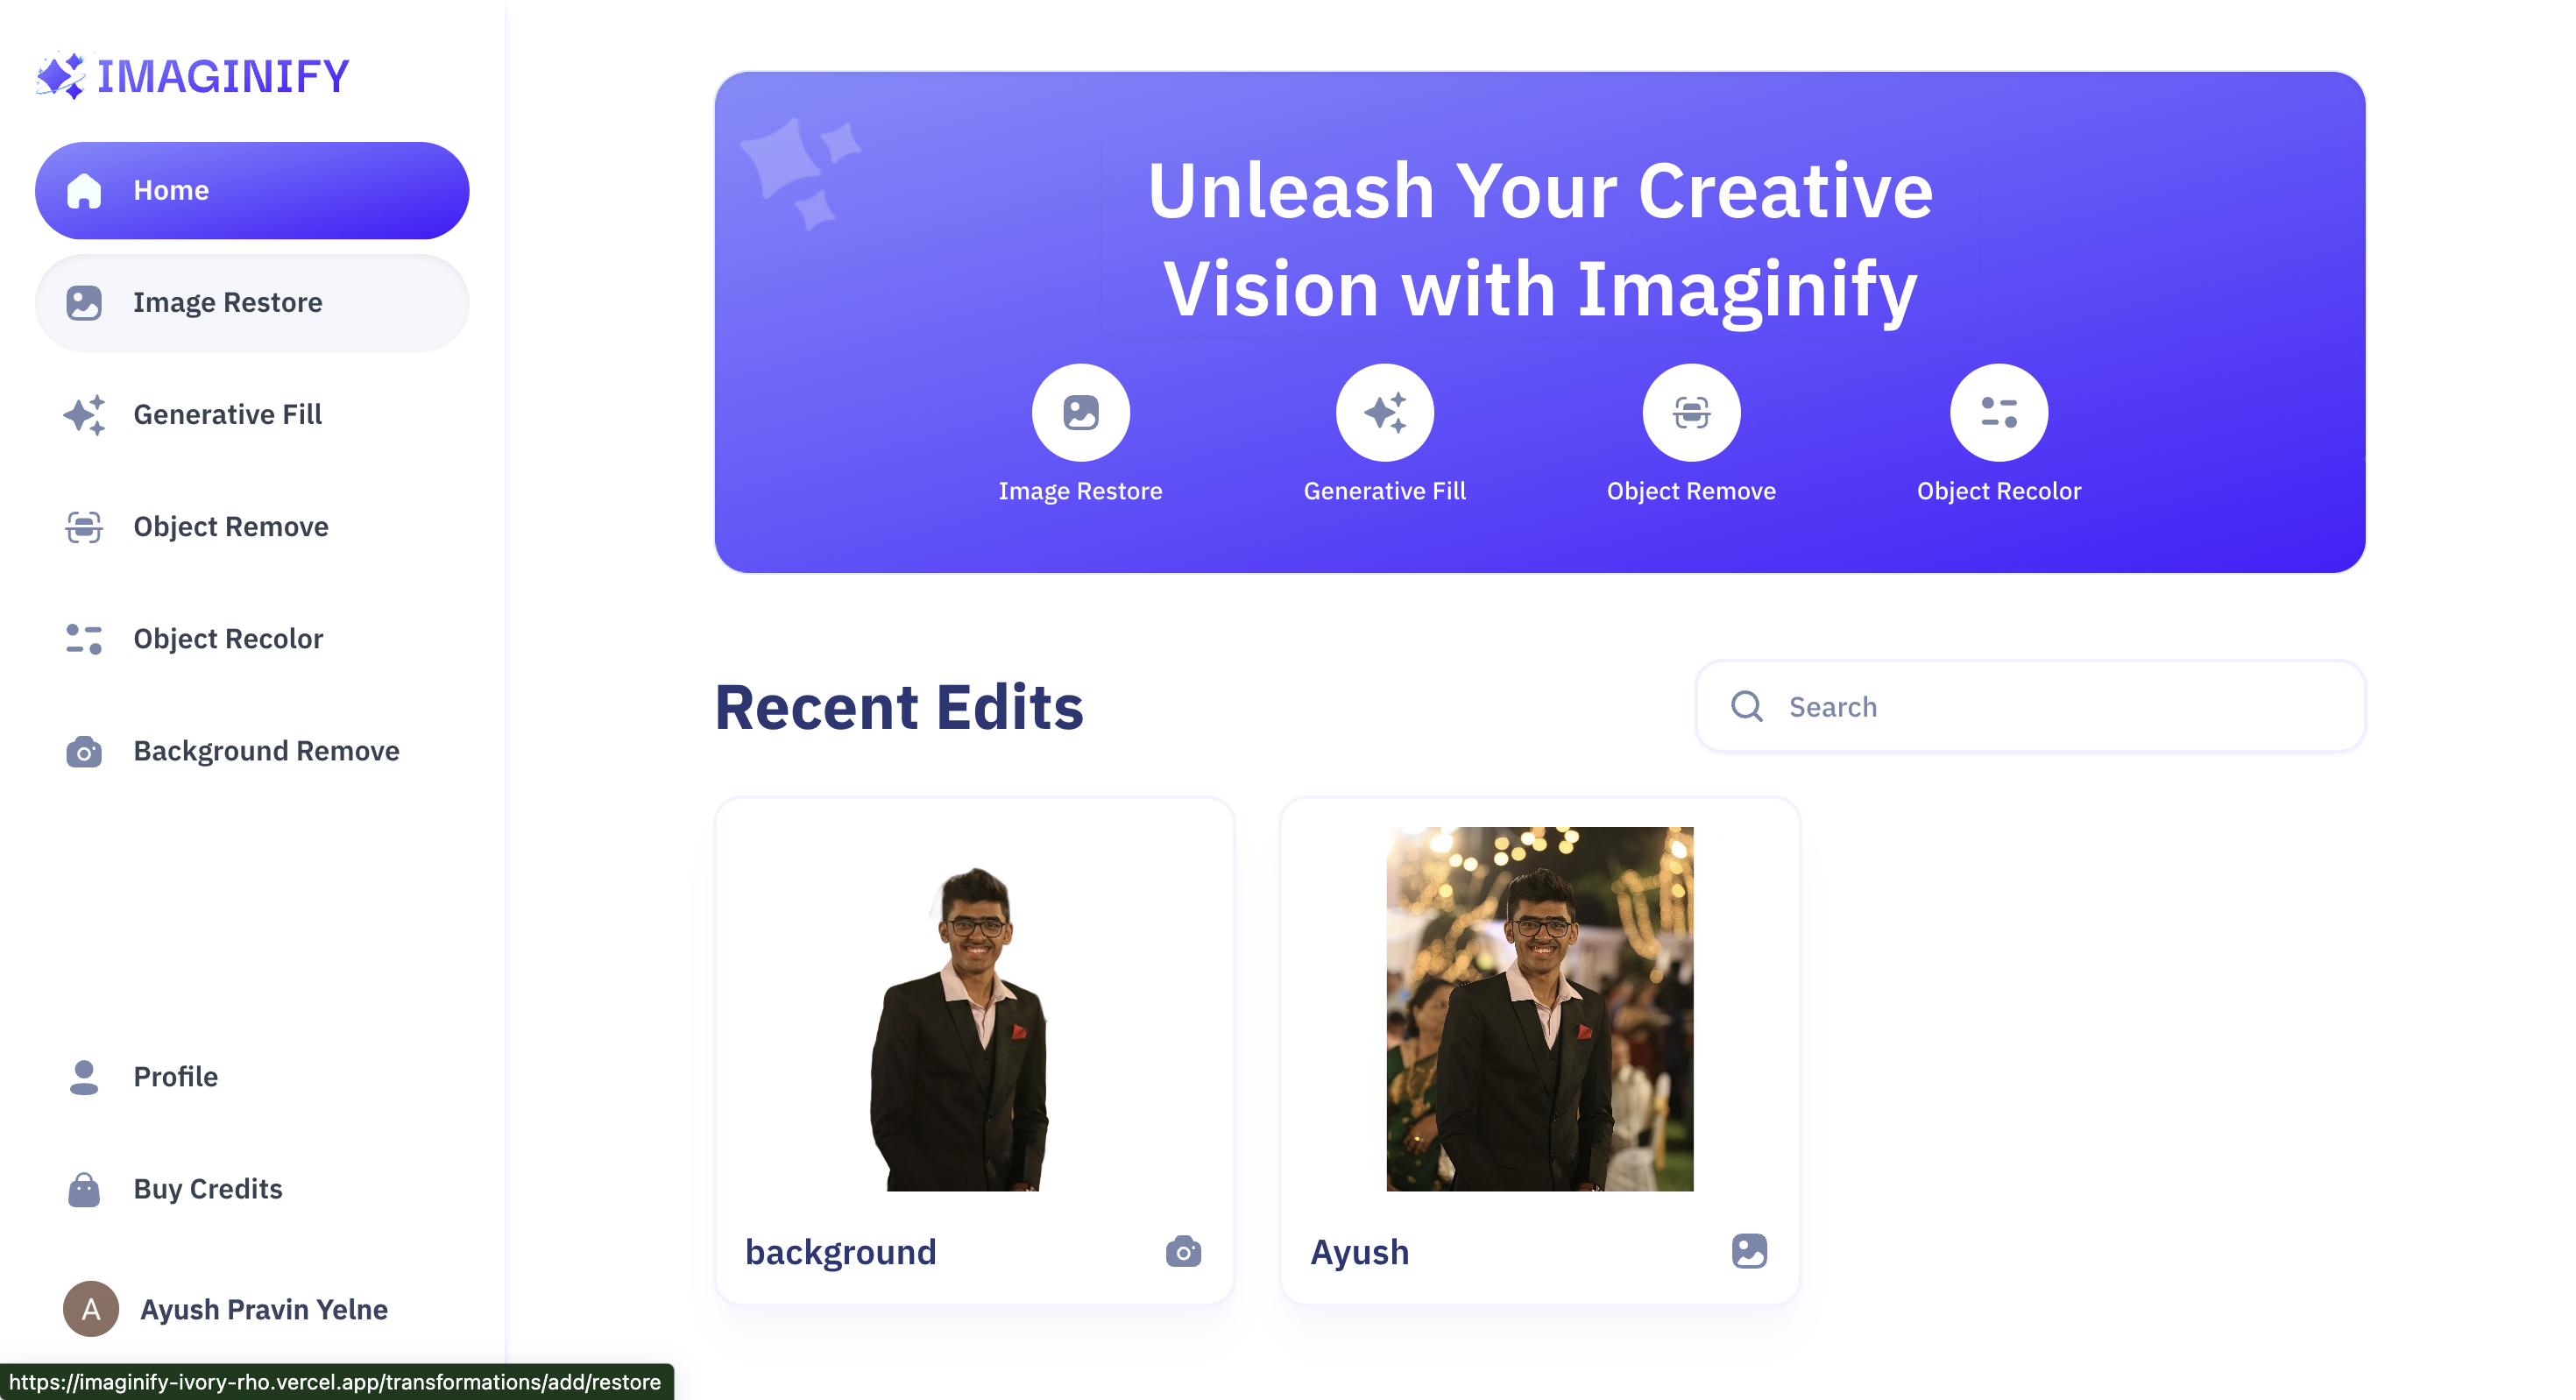 IMAGINIFY
Home
Image Restore
Generative Fill
Object Remove
Object Recolor
Background Remove
Profile
Buy Credits
A
Ayush Pravin Yelne
https://imaginify-ivory-rho.vercel.app/transformations/add/restore
Unleash Your Creative
Vision with Imaginify
Image Restore
Generative Fill
Object Remove
Object Recolor
Recent Edits
Search
background
Ayush